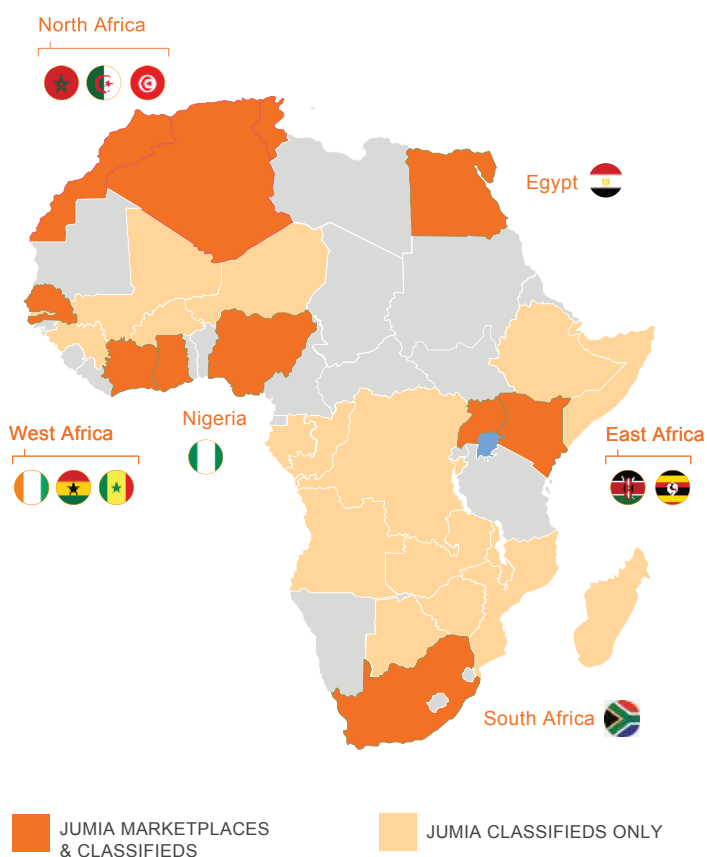 North Africa
Egypt
Nigeria
West Africa
East Africa
South Africa
JUMIA MARKETPLACES
& CLASSIFIEDS
JUMIA CLASSIFIEDS ONLY